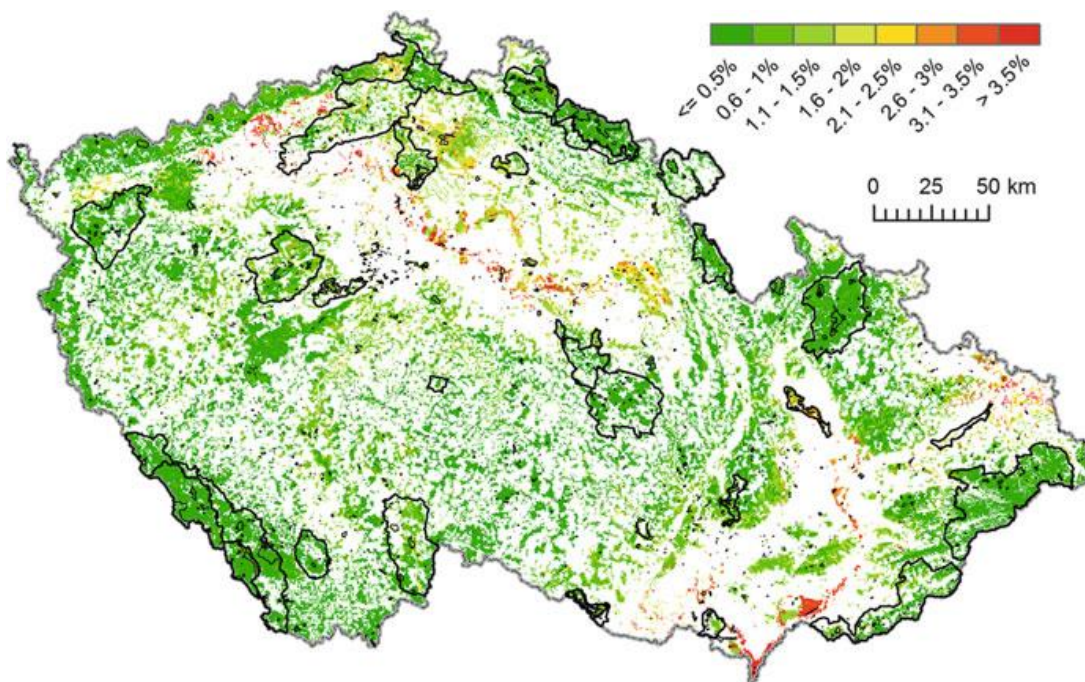 <= 0.5%
0.6 - 1%
1.1 - 1.5%
1.6 - 2%
2.1 - 2.5%
2.6 - 3%
3.1 - 3.5%
> 3.5%
0 25 50 km